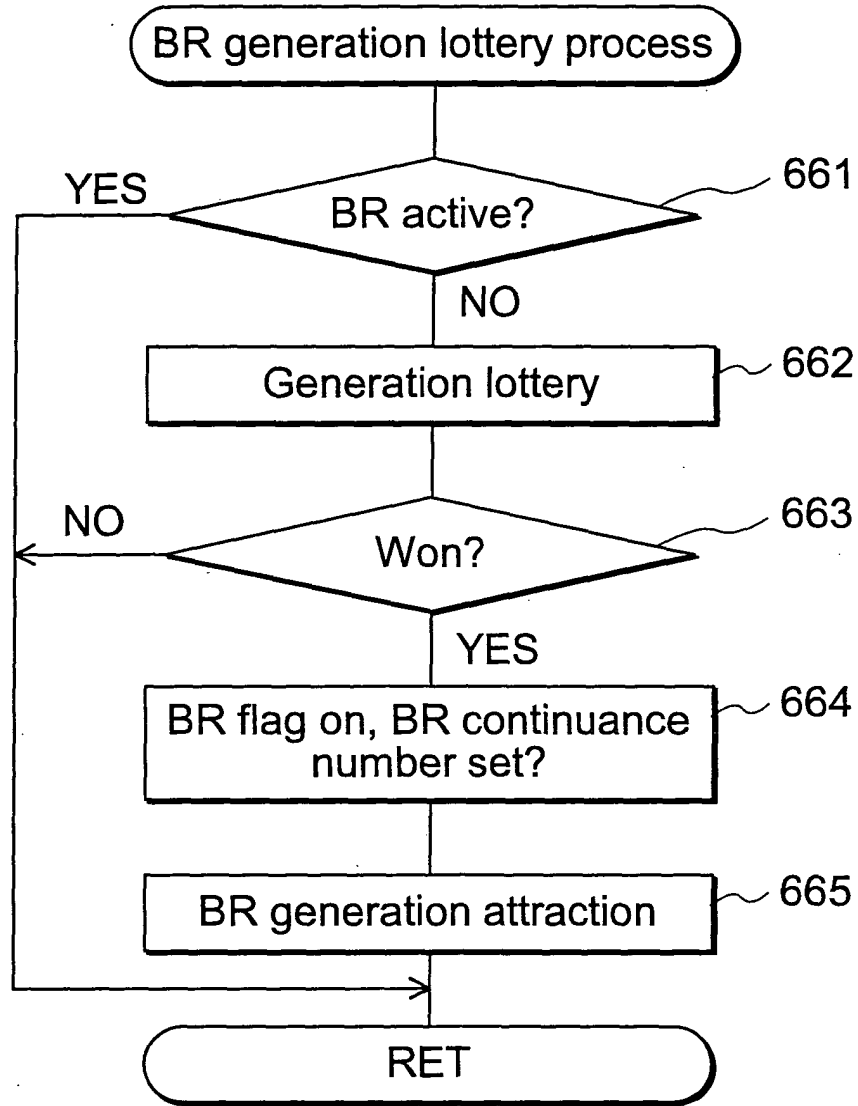 BR generation lottery process
661
YES
BR active?
NO
662
Generation lottery
663
NO
Won?
YES
664
BR flag on, BR continuance
number set?
665
BR generation attraction
RET